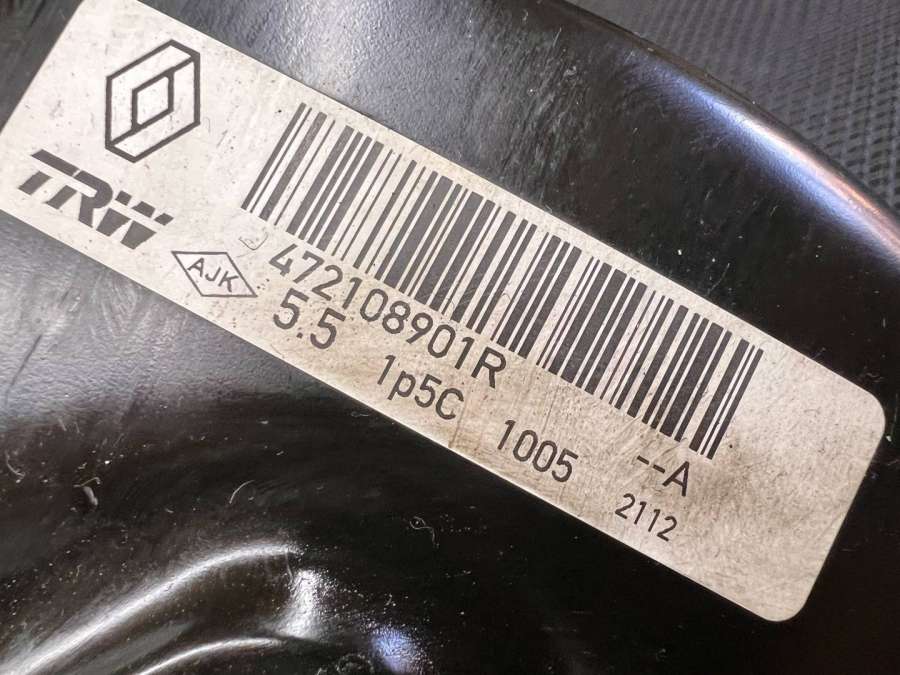 TRW
AJK
472108901R --A
5.5 1p5C 1005 2112